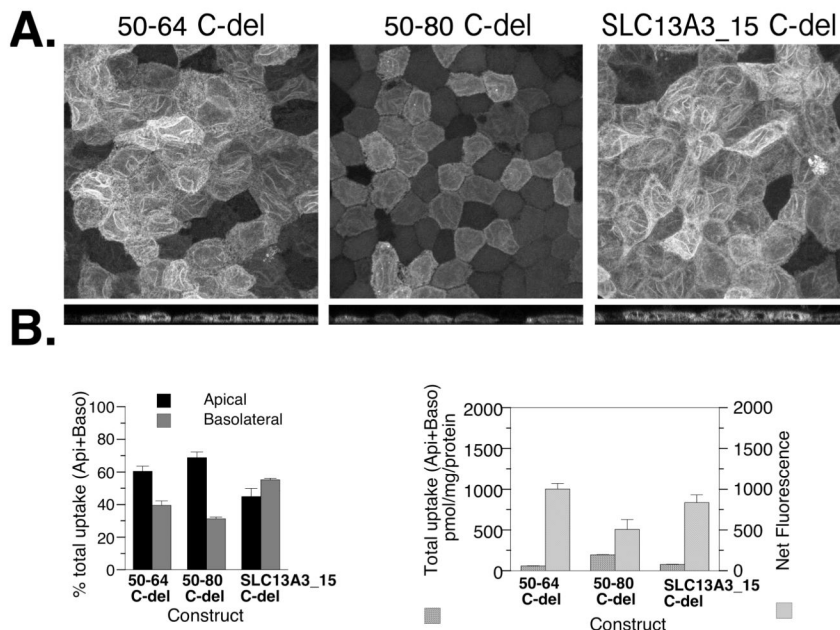 A.
50-64 C-del
50-80 C-del
SLC13A3_15 C-del
B.
% total uptake (Api+Baso)
100
80
60
40
20
0
Apical
Basolateral
50-64 C-del
50-80 C-del
SLC13A3_15 C-del
Construct
Total uptake (Api+Baso)
pmol/mg/protein
2000
1500
1000
500
0
2000
1500
1000
500
0
Net Fluorescence
50-64 C-del
50-80 C-del
SLC13A3_15 C-del
Construct